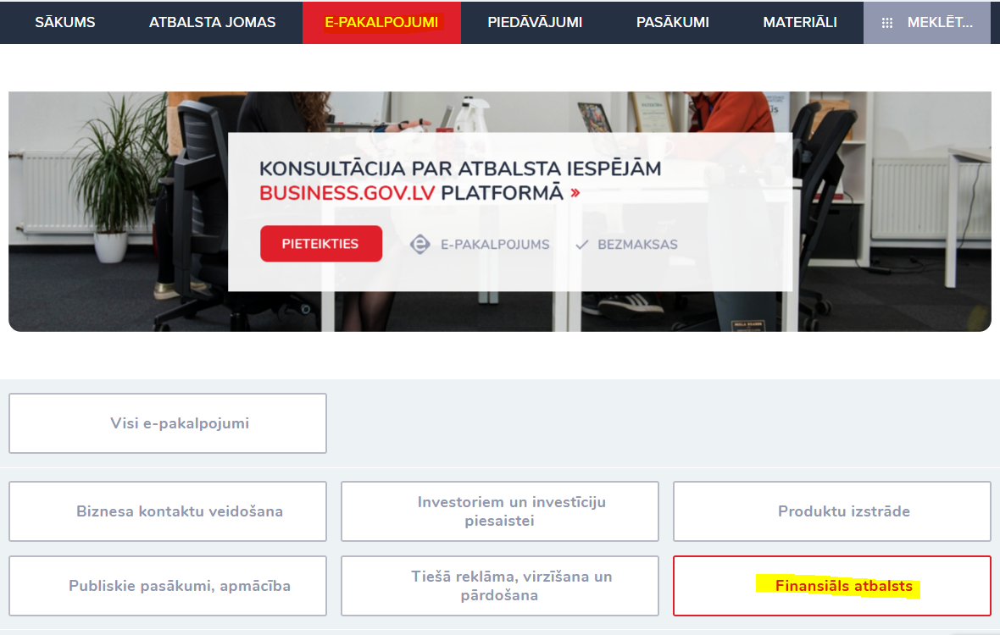 SĀKUMS ATBALSTA JOMAS E-PAKALPOJUMI PIEDĀVĀJUMI PASĀKUMI MATERIĀLI MEKLĒT...
KONSULTĀCIJA PAR ATBALSTA IESPĒJĀM
BUSINESS.GOV.LV PLATFORMĀ »
PIETEIKTIES E-PAKALPOJUMS BEZMAKSAS
Visi e-pakalpojumi
Biznesa kontaktu veidošana
Investoriem un investīciju
piesaistei
Produktu izstrāde
Publiskie pasākumi, apmācība
Tiešā reklāma, virzīšana un
pārdošana
Finansiāls atbalsts